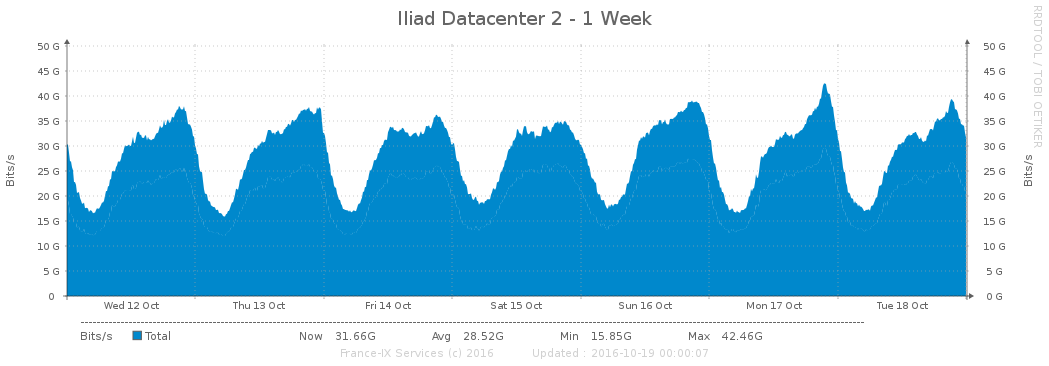 Iliad Datacenter 2 - 1 Week
RRDTOOL / TOBI OETIKER
Bits/s
50 G 50 G
45 G 45 G
40 G 40 G
35 G 35 G
30 G 30 G
25 G 25 G
20 G 20 G
15 G 15 G
10 G 10 G
5 G 5 G
0 0 G
Bits/s
Wed 12 Oct Thu 13 Oct Fri 14 Oct Sat 15 Oct Sun 16 Oct Mon 17 Oct Tue 18 Oct
Bits/s Total Now 31.66G Avg 28.52G Min 15.85G Max 42.46G
France-IX Services (c) 2016 Updated : 2016-10-19 00:00:07